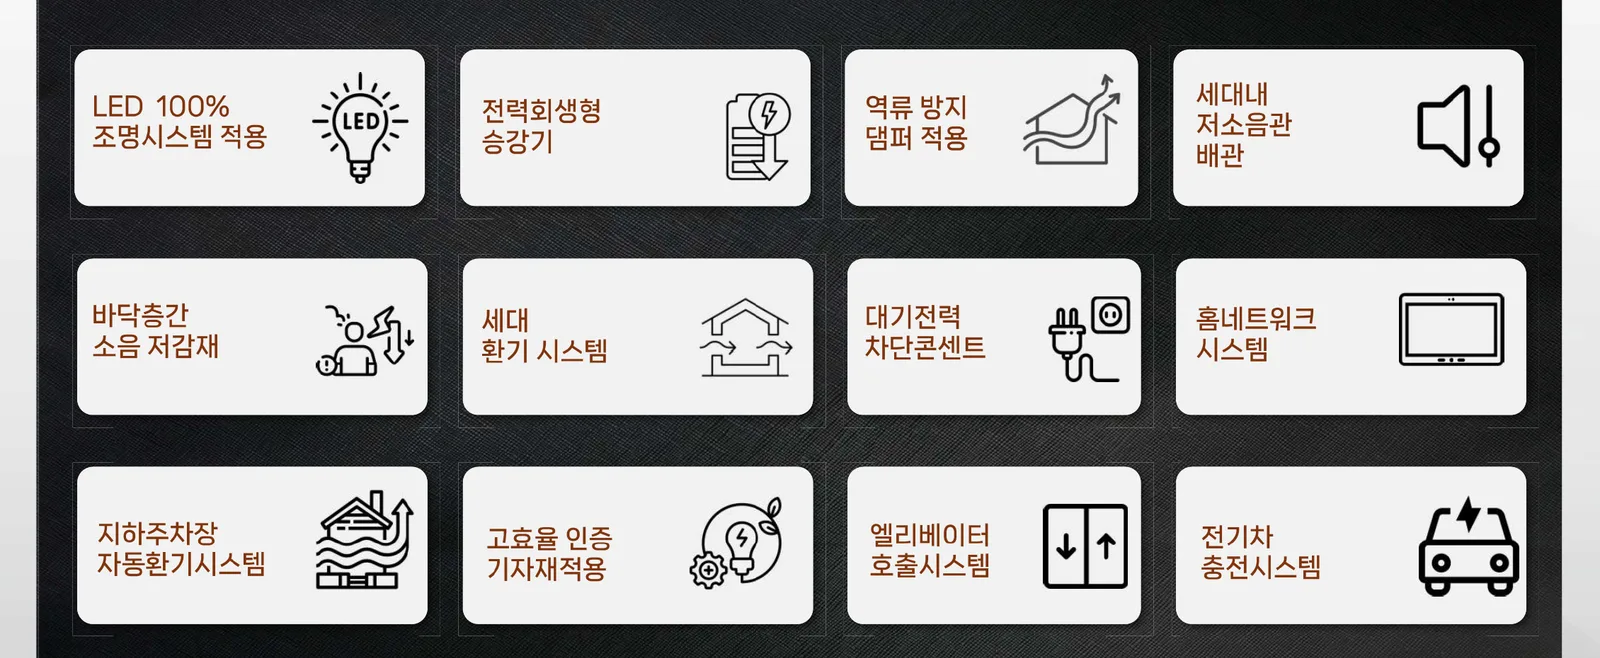 LED 100%
조명시스템 적용
LED
전력회생형
승강기
역류 방지
댐퍼 적용
세대내
저소음관
배관
바닥층간
소음 저감재
세대
환기 시스템
대기전력
차단콘센트
홈네트워크
시스템
지하주차장
자동환기시스템
고효율 인증
기자재적용
엘리베이터
호출시스템
전기차
충전시스템